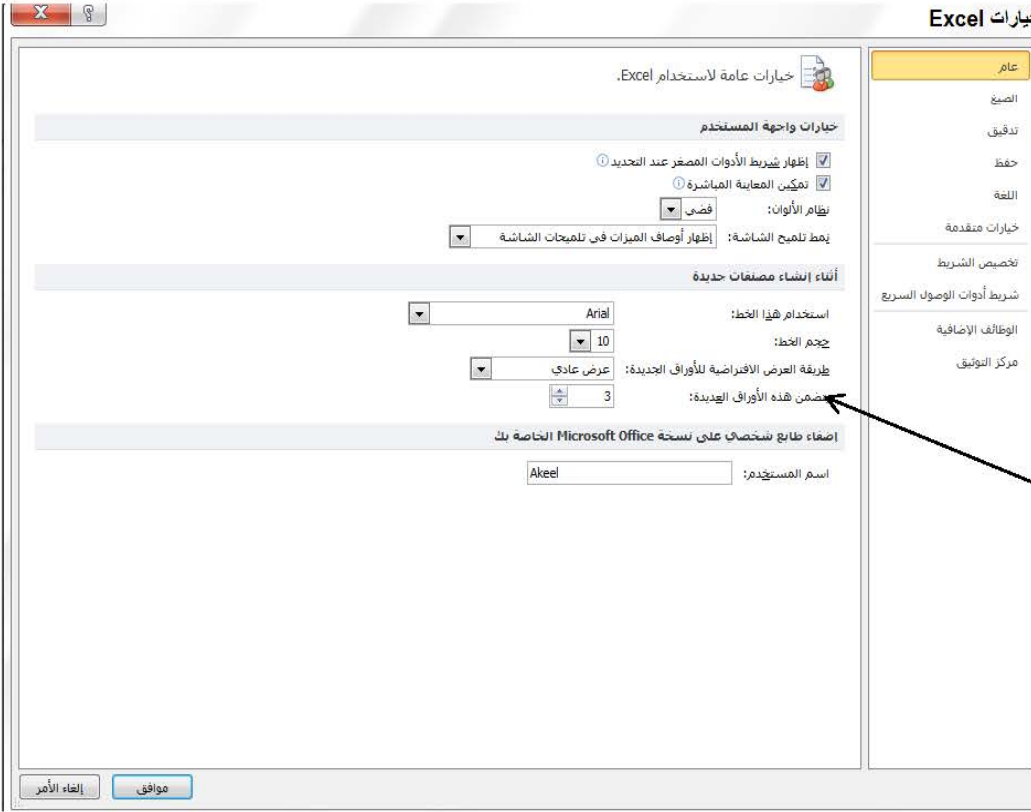 Excel
عام
الصيغ
تدقيق
حفظ
اللغة
خيارات متقدمة
تخصيص الشريط
شريط أدوات الوصول السريع
الوظائف الإضافية
مركز التوثيق
خيارات عامة لاستخدام Excel.
خيارات واجهة المستخدم
إظهار شريط الأدوات المصغر عند التحديد
تمكين المعاينة المباشرة
نظام الألوان: فضي
نمط تلميح الشاشة: إظهار أوصاف الميزات في تلميحات الشاشة
أثناء إنشاء مصنفات جديدة
استخدام هذا الخط: Arial
حجم الخط: 10
طريقة العرض الافتراضية للأوراق الجديدة: عرض عادي
هذه الأوراق العديدة: 3
إضفاء طابع شخصي على نسخة Microsoft Office الخاصة بك
اسم المستخدم: Akeel
موافق
إلغاء الأمر